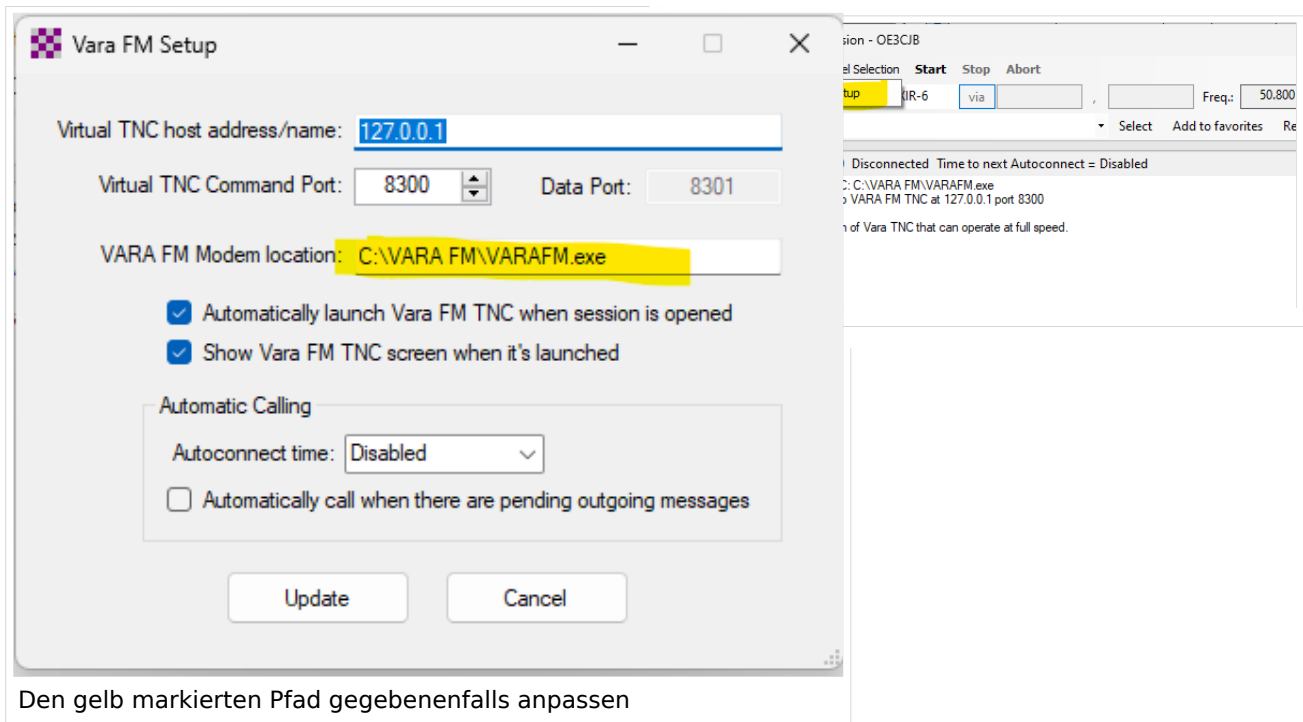 Vara FM Setup
Virtual TNC host address/name: 127.0.0.1
Virtual TNC Command Port: 8300 Data Port: 8301
VARA FM Modem location: C:\VARA FM\VARAFM.exe
Automatically launch Vara FM TNC when session is opened
Show Vara FM TNC screen when it's launched
Automatic Calling
Autoconnect time: Disabled
Automatically call when there are pending outgoing messages
Update Cancel
Den gelb markierten Pfad gegebenenfalls anpassen
sion - OE3CJB
el Selection Start Stop Abort
tup IR-6 via , Freq.: 50.800
Select Add to favorites Re
Disconnected Time to next Autoconnect = Disabled
C: C:\VARA FM\VARAFM.exe
o VARA FM TNC at 127.0.0.1 port 8300
n of Vara TNC that can operate at full speed.